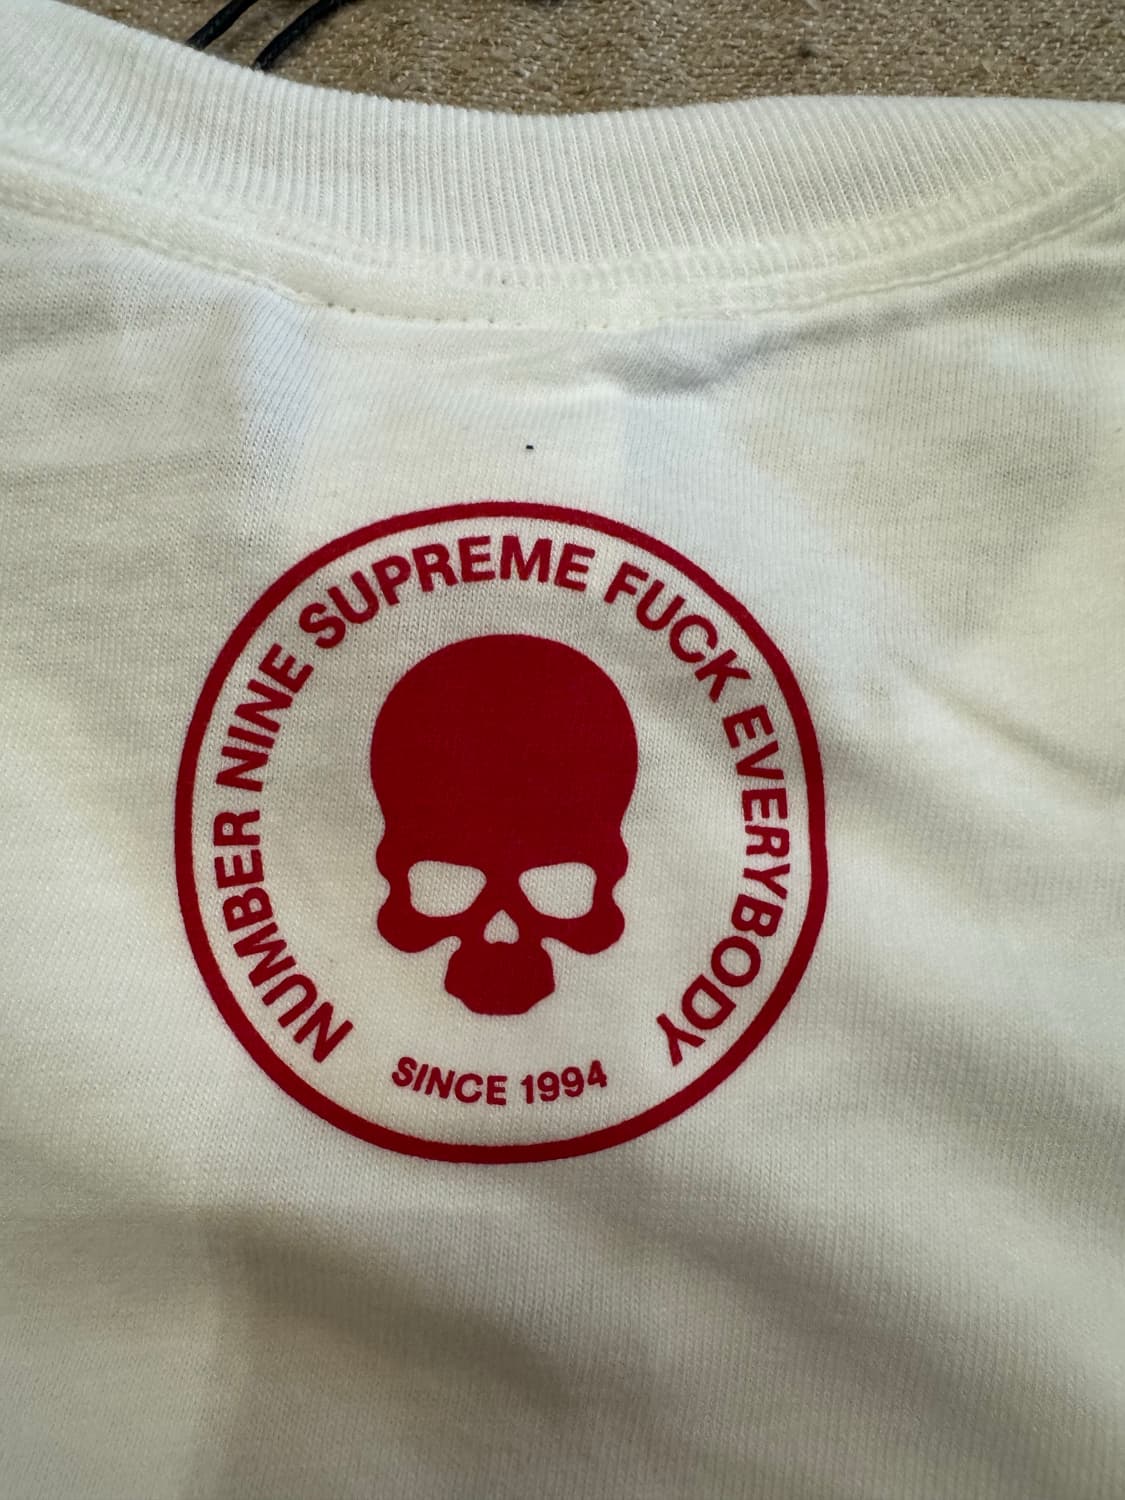 NUMBER NINE SUPREME FUCK EVERYBODY
SINCE 1994